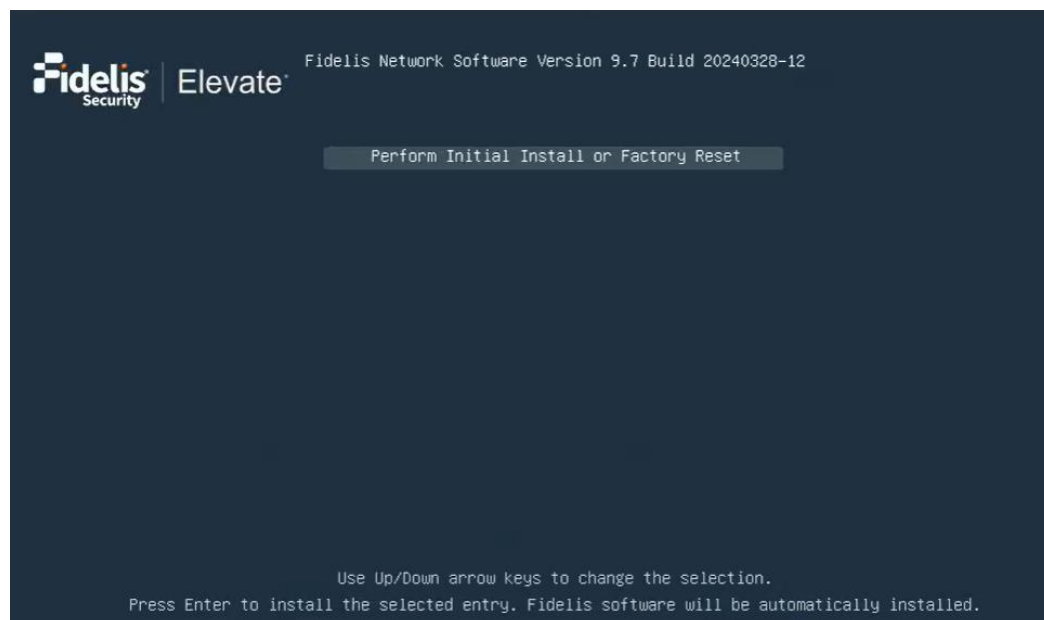 Fidelis Network Software Version 9.7 Build 20240328-12
Fidelis Security Elevate
Perform Initial Install or Factory Reset
Use Up/Down arrow keys to change the selection.
Press Enter to install the selected entry. Fidelis software will be automatically installed.